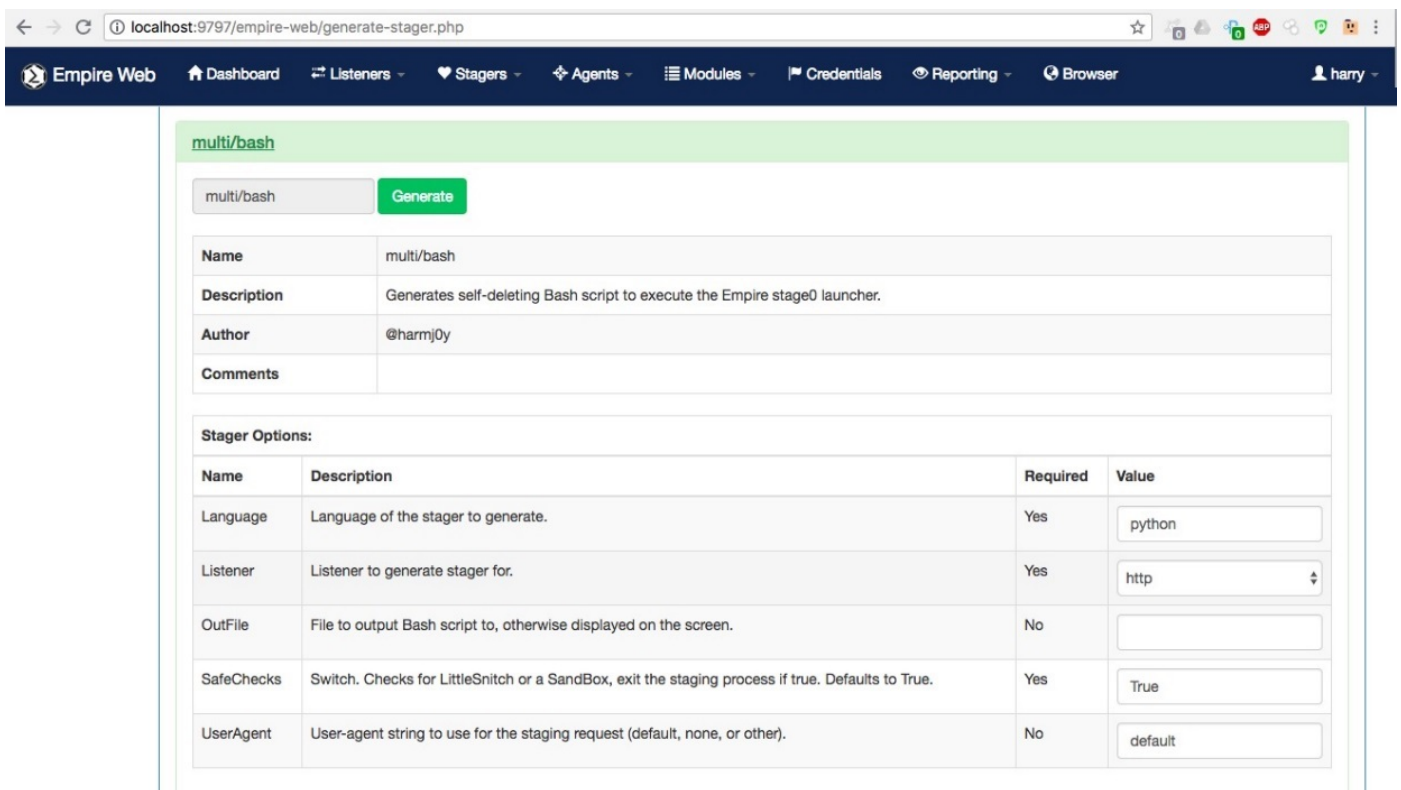 localhost:9797/empire-web/generate-stager.php
0 0 ABP
Empire Web Dashboard Listeners Stagers Agents Modules Credentials Reporting Browser harry
multi/bash
multi/bash Generate
Name multi/bash
Description Generates self-deleting Bash script to execute the Empire stage0 launcher.
Author @harmj0y
Comments
Stager Options:
Name Description Required Value
Language Language of the stager to generate. Yes python
Listener Listener to generate stager for. Yes http
OutFile File to output Bash script to, otherwise displayed on the screen. No
SafeChecks Switch. Checks for LittleSnitch or a SandBox, exit the staging process if true. Defaults to True. Yes True
UserAgent User-agent string to use for the staging request (default, none, or other). No default